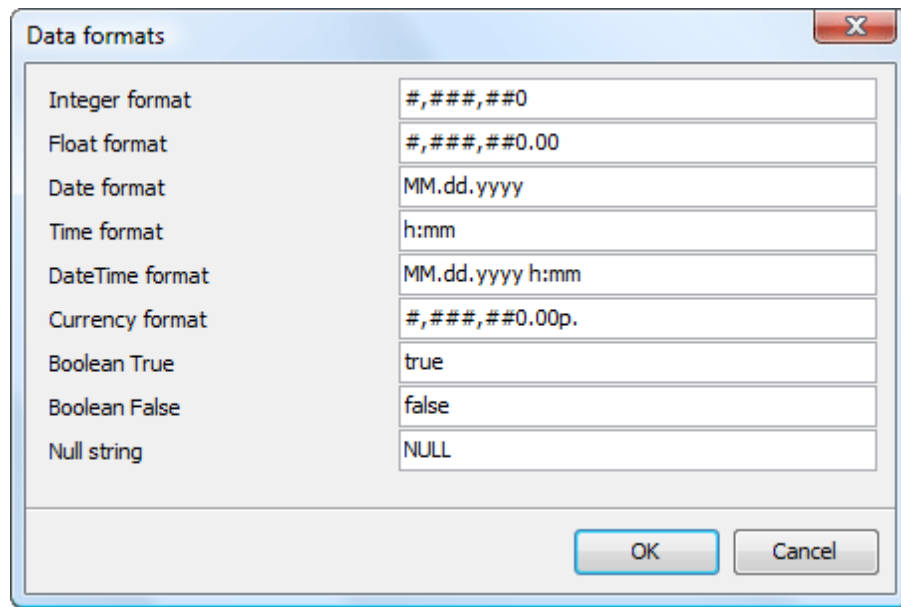 Data formats
Integer format #,###,##0
Float format #,###,##0.00
Date format MM.dd.yyyy
Time format h:mm
DateTime format MM.dd.yyyy h:mm
Currency format #,###,##0.00p.
Boolean True true
Boolean False false
Null string NULL
OK Cancel